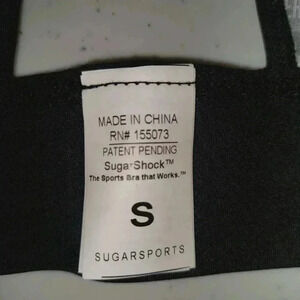 MADE IN CHINA
RN# 155073
PATENT PENDING
SugarShock™
The Sports Bra that Works.™
S
SUGARSPORTS